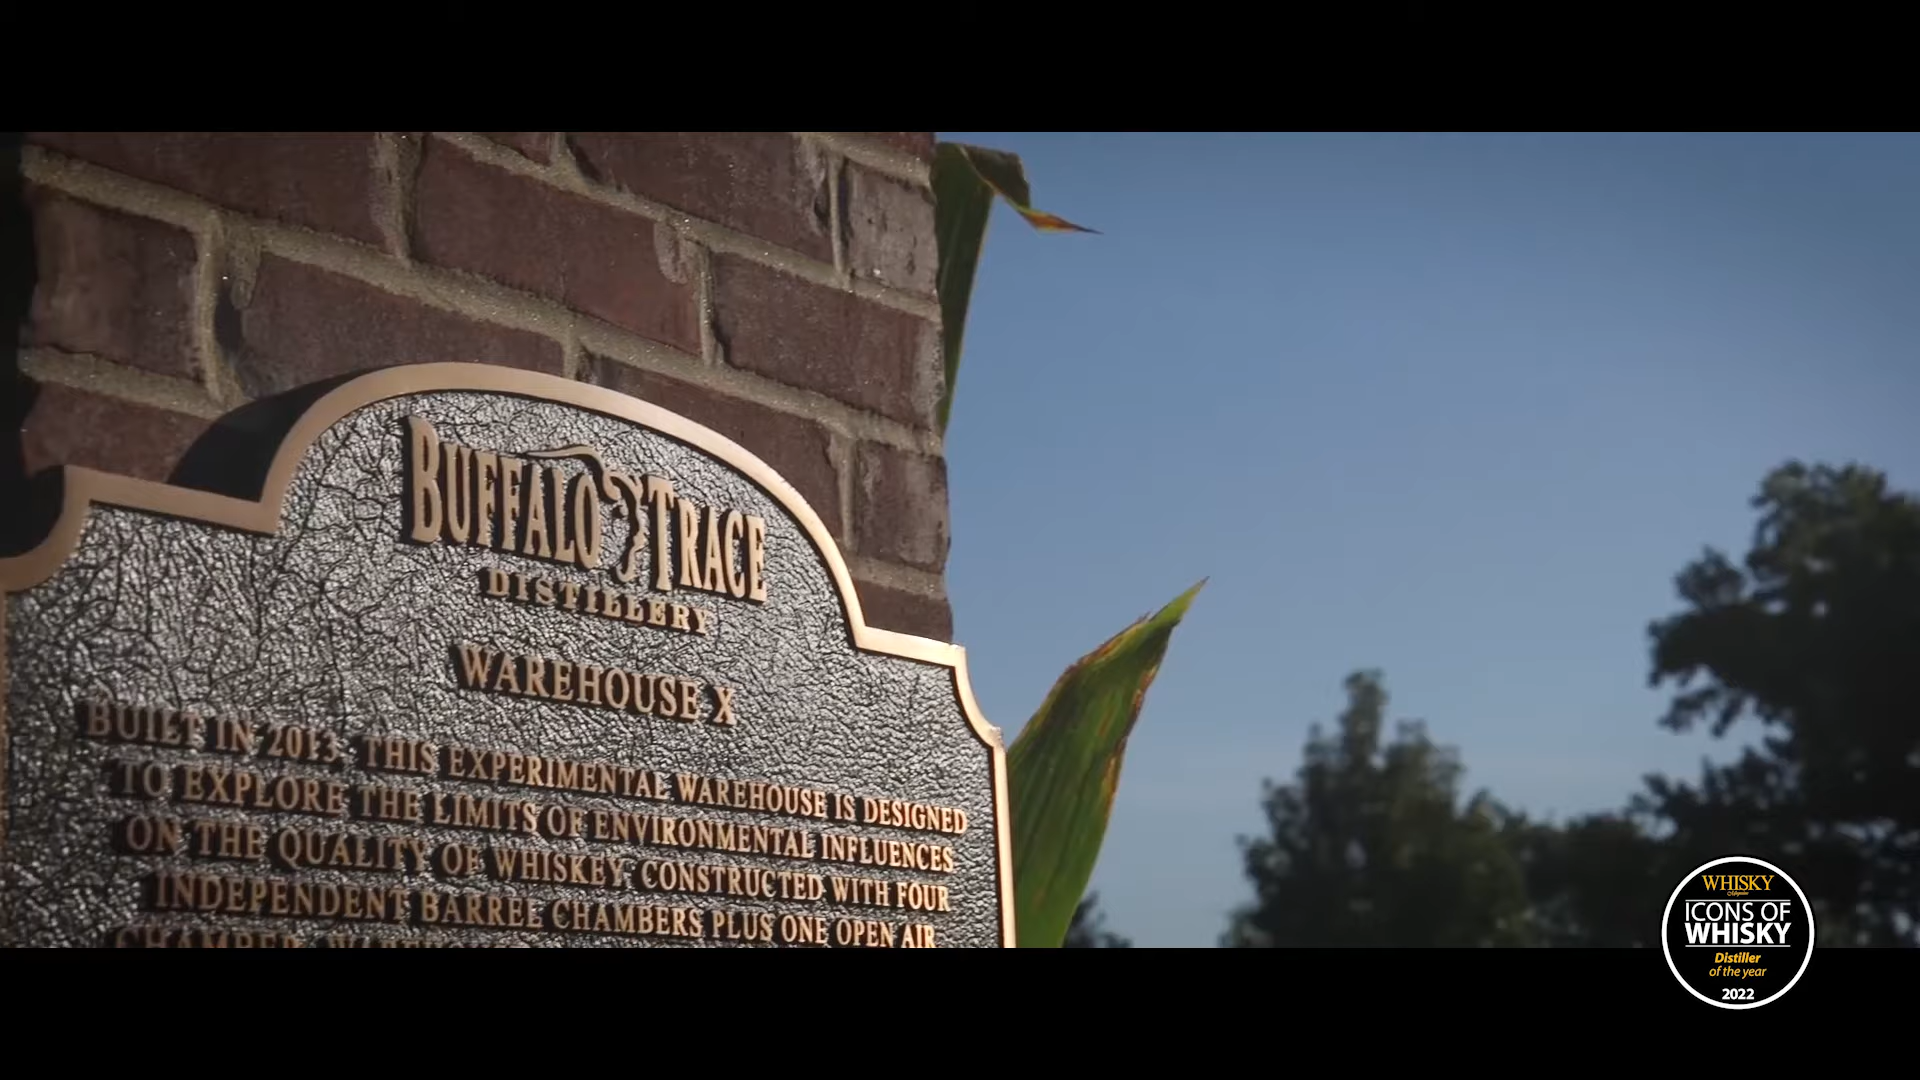 BUFFALO TRACE
DISTILLERY
WAREHOUSE X
BUILT IN 2013, THIS EXPERIMENTAL WAREHOUSE IS DESIGNED
TO EXPLORE THE LIMITS OF ENVIRONMENTAL INFLUENCES
ON THE QUALITY OF WHISKEY. CONSTRUCTED WITH FOUR
INDEPENDENT BARREL CHAMBERS PLUS ONE OPEN AIR
CHAMBER,
WHISKY
Magazine
ICONS OF
WHISKY
Distiller
of the year
2022